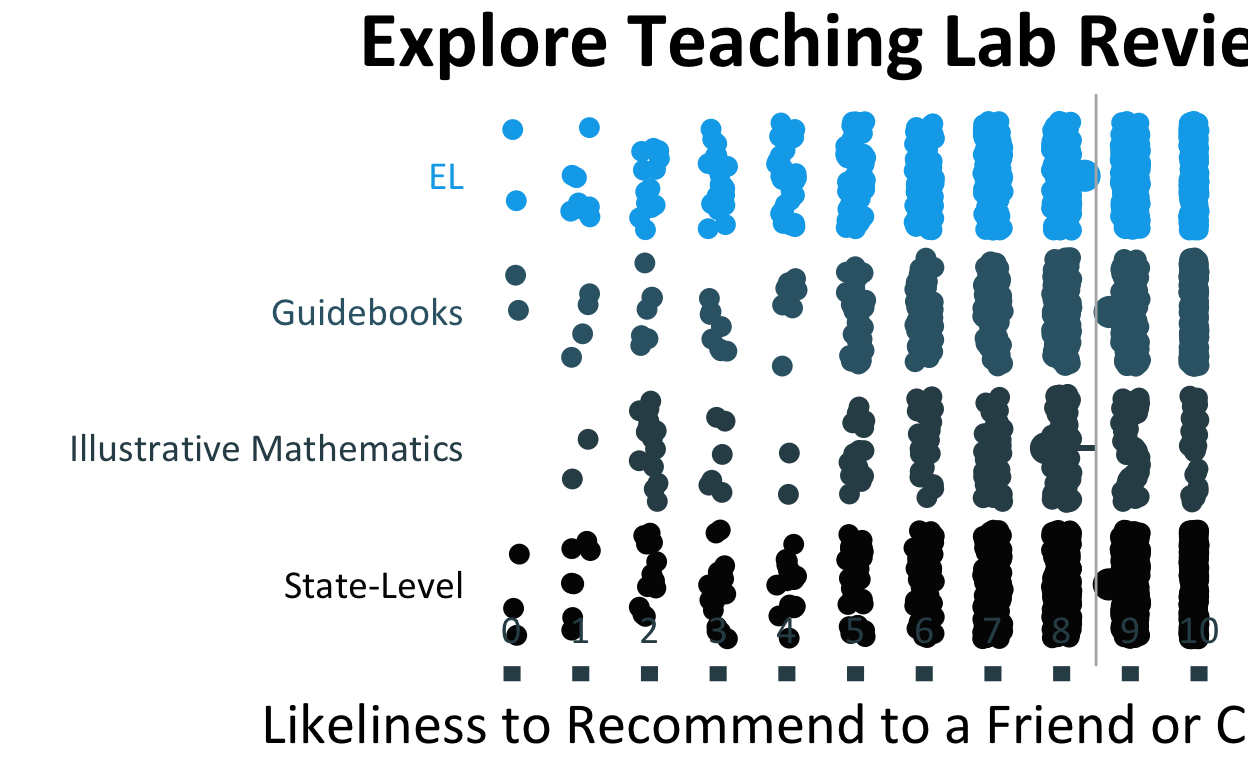 Explore Teaching Lab Revie
EL
Guidebooks
Illustrative Mathematics
State-Level
0 1 2 3 4 5 6 7 8 9 10
Likeliness to Recommend to a Friend or C